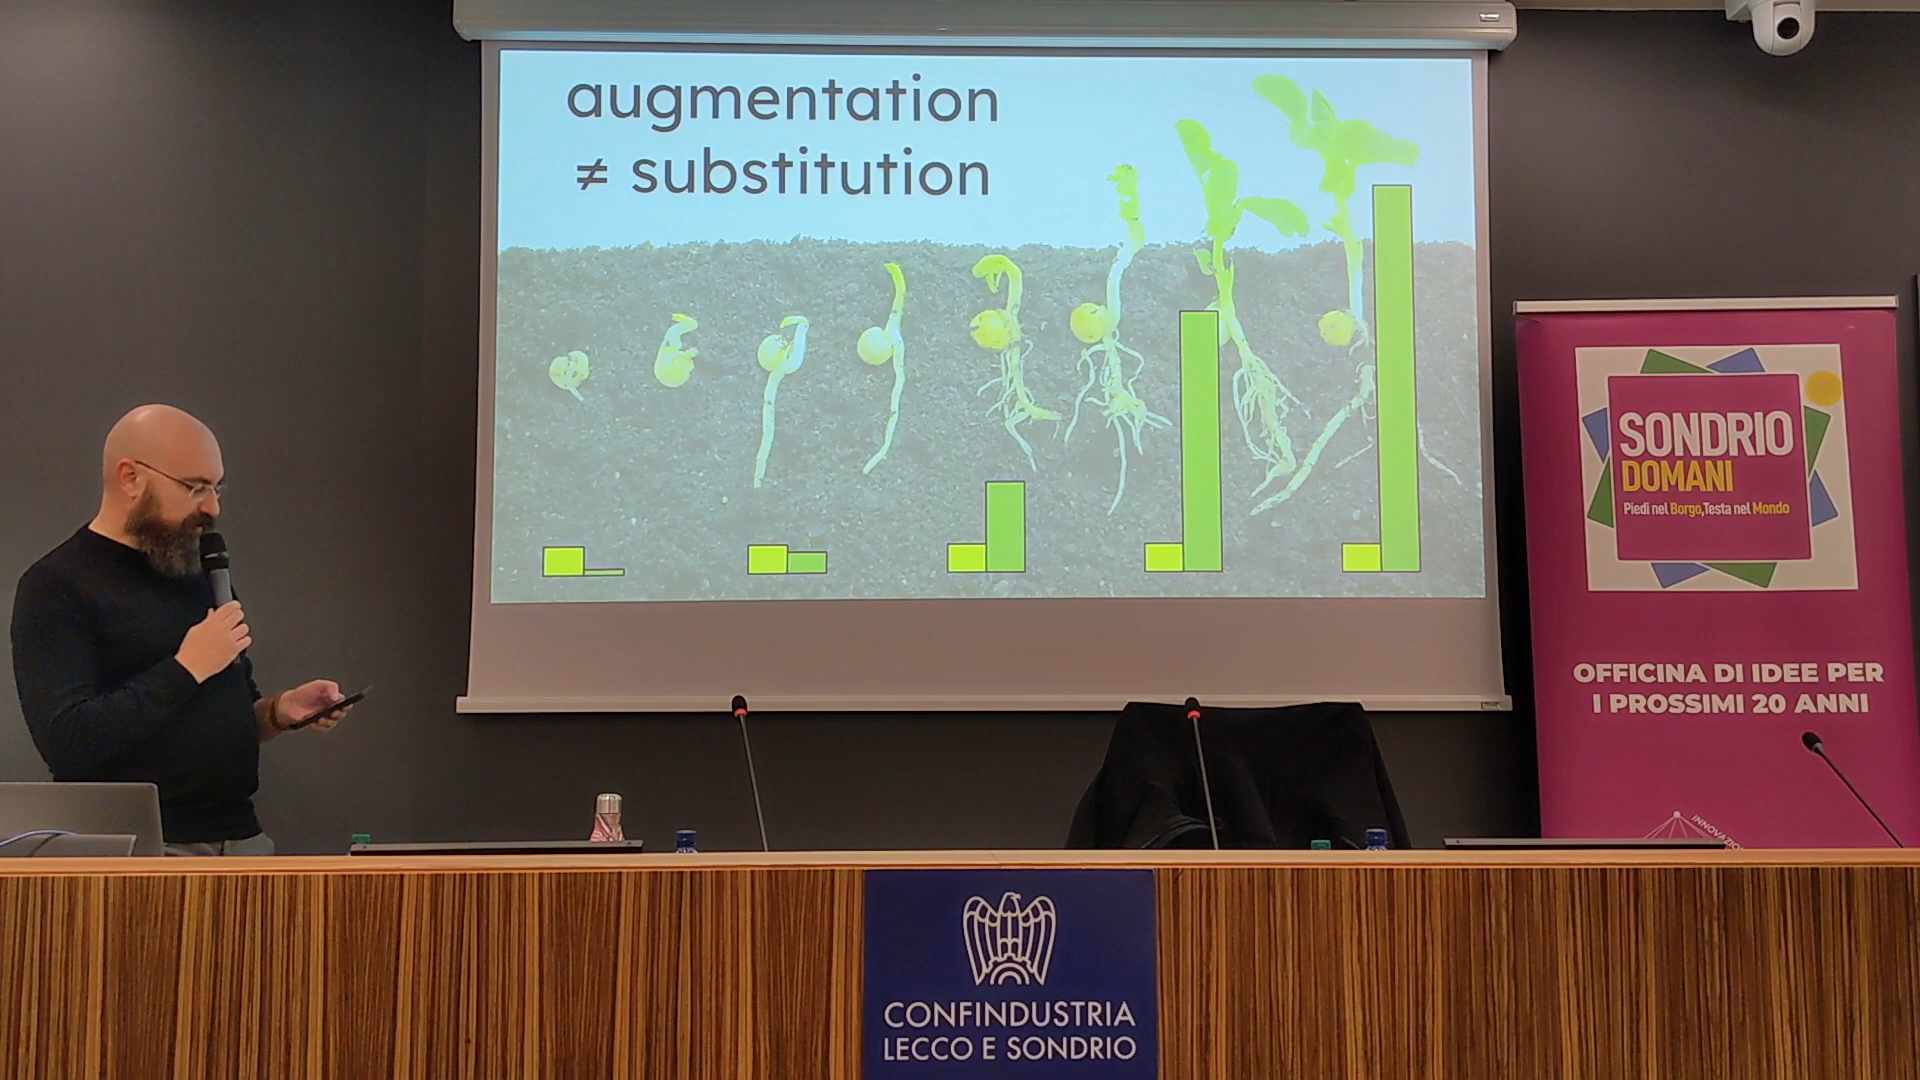 augmentation
≠ substitution
SONDRIO
DOMANI
Piedi nel Borgo,Testa nel Mondo
OFFICINA DI IDEE PER
I PROSSIMI 20 ANNI
CONFINDUSTRIA
LECCO E SONDRIO